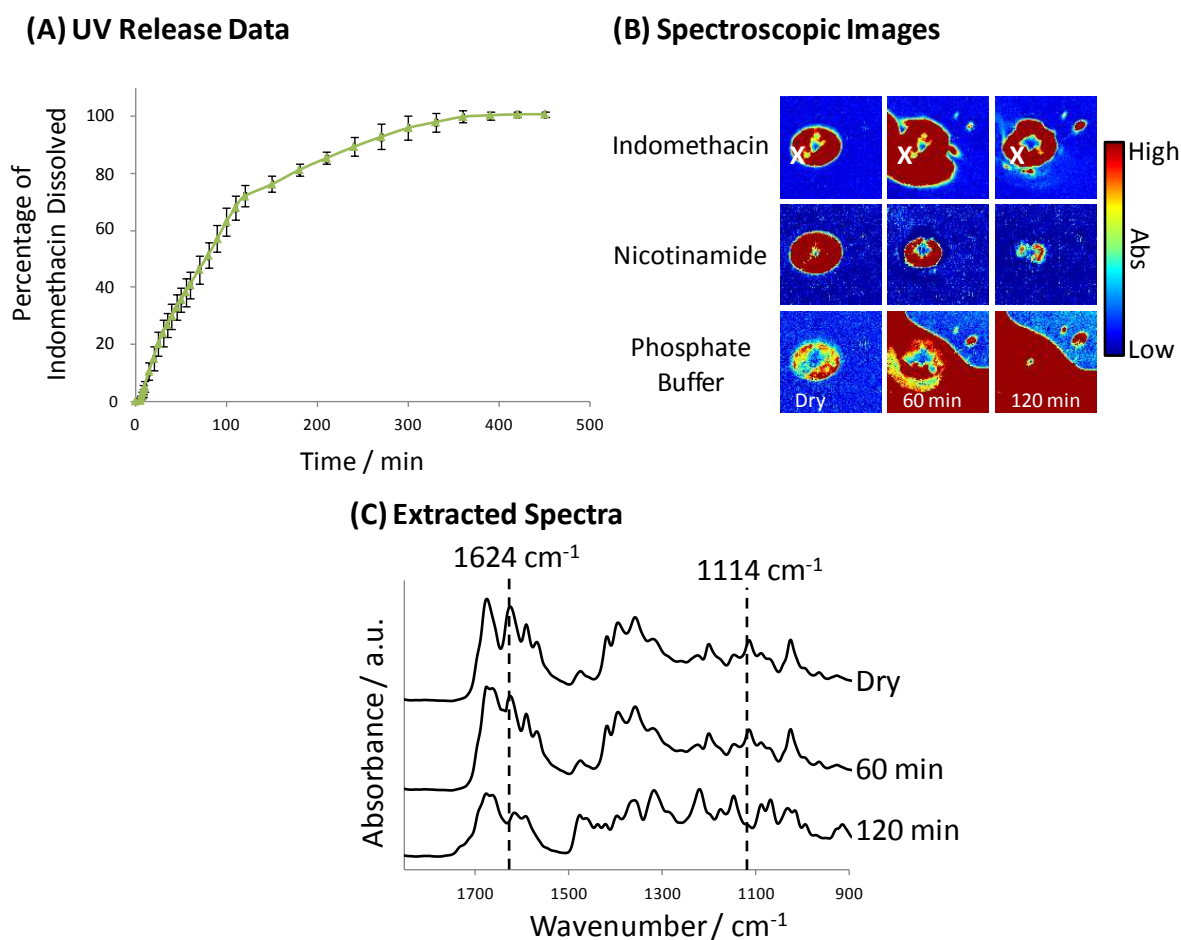 (A) UV Release Data
Percentage of
Indomethacin Dissolved
100
80
60
40
20
0
0 100 200 300 400 500
Time / min
(B) Spectroscopic Images
Indomethacin
X X X
Nicotinamide
Phosphate
Buffer
Dry 60 min 120 min
High
Abs
Low
(C) Extracted Spectra
1624 cm⁻¹
1114 cm⁻¹
Absorbance / a.u.
Dry
60 min
120 min
1700 1500 1300 1100 900
Wavenumber / cm⁻¹